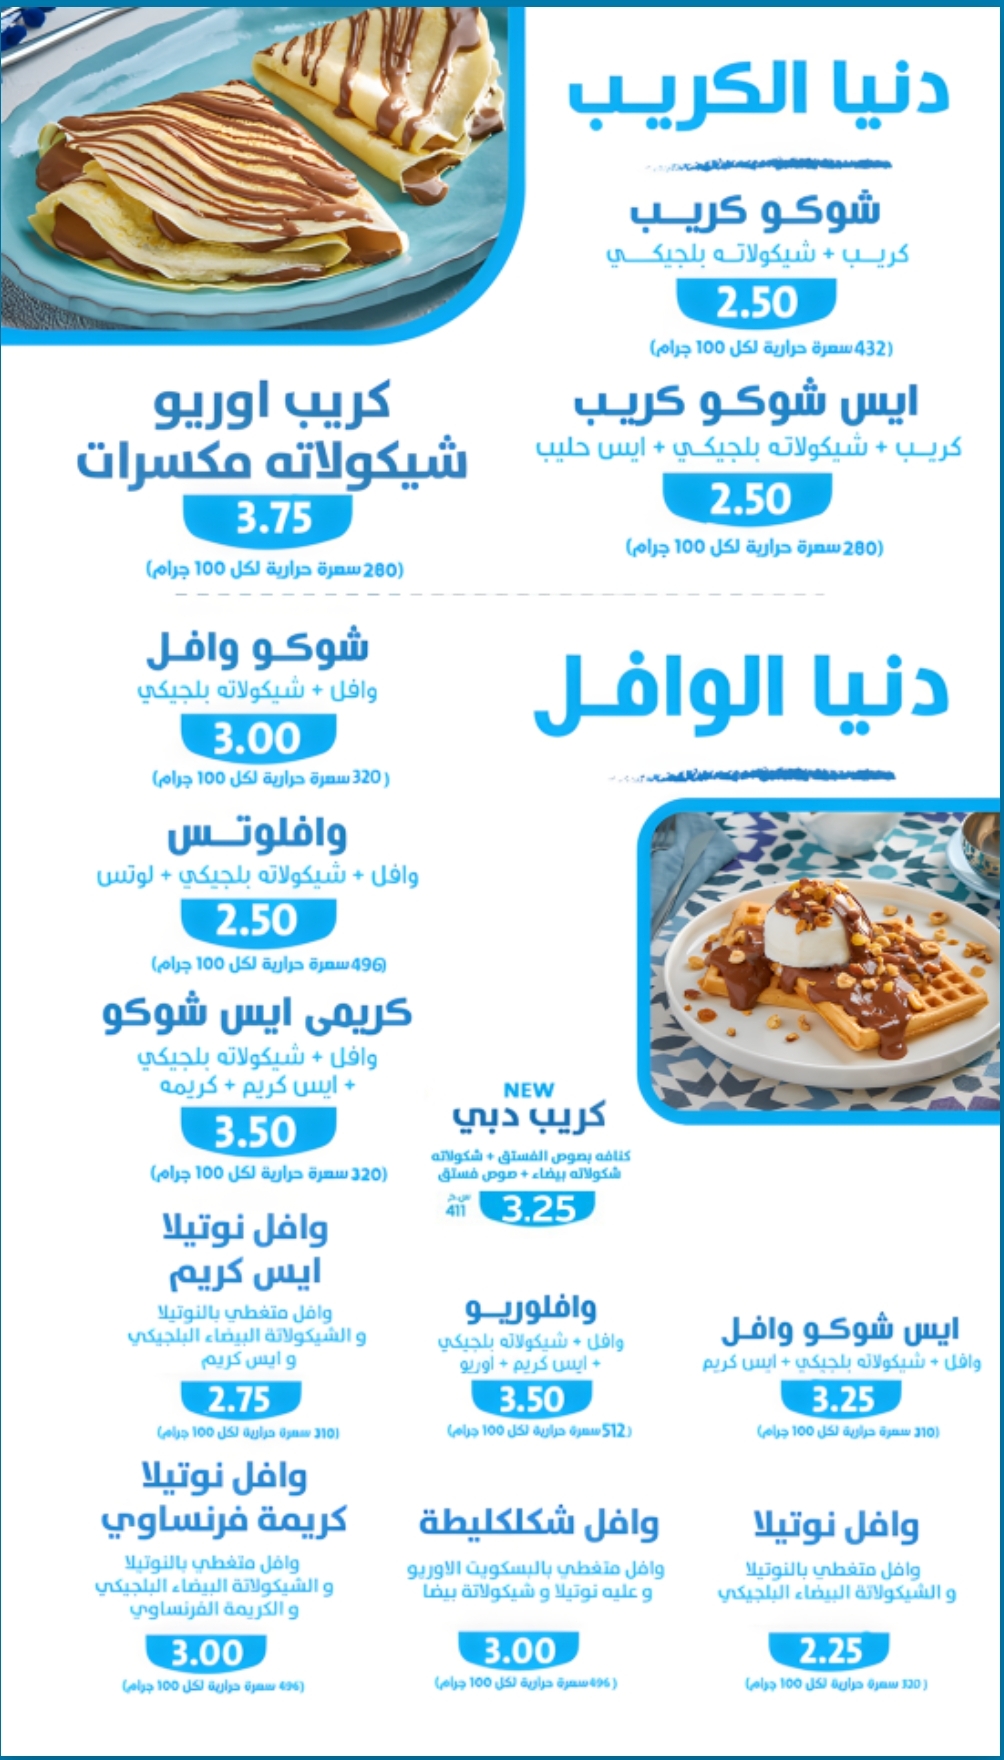 دنيا الكريب
شوكو كريب
كريب + شيكولاته بلجيكي
2.50
(432 سعرة حرارية لكل 100 جرام)
ايس شوكو كريب
كريب + شيكولاته بلجيكي + ايس حليب
2.50
(280 سعرة حرارية لكل 100 جرام)
كريب اوريو
شيكولاته مكسرات
3.75
(280 سعرة حرارية لكل 100 جرام)
دنيا الوافل
شوكو وافل
وافل + شيكولاته بلجيكي
3.00
(320 سعرة حرارية لكل 100 جرام)
وافلوتس
وافل + شيكولاته بلجيكي + لوتس
2.50
(496 سعرة حرارية لكل 100 جرام)
كريمى ايس شوكو
وافل + شيكولاته بلجيكي
+ ايس كريم + كريمه
3.50
(320 سعرة حرارية لكل 100 جرام)
NEW
كريب دبي
كنافه بصوص الفستق + شكولاته
شكولاته بيضاء + صوص فستق
3.25
س.ح
411
ايس شوكو وافل
وافل + شيكولاته بلجيكي + ايس كريم
3.25
(310 سعرة حرارية لكل 100 جرام)
وافلوريو
وافل + شيكولاته بلجيكي
+ ايس كريم + اوريو
3.50
(512 سعرة حرارية لكل 100 جرام)
وافل نوتيلا
ايس كريم
وافل متغطي بالنوتيلا
و الشيكولاتة البيضاء البلجيكي
و ايس كريم
2.75
(310 سعرة حرارية لكل 100 جرام)
وافل نوتيلا
وافل متغطي بالنوتيلا
و الشيكولاتة البيضاء البلجيكي
2.25
(320 سعرة حرارية لكل 100 جرام)
وافل شكلكليطة
وافل متغطي بالبسكويت الاوريو
و عليه نوتيلا و شيكولاتة بيضا
3.00
(496 سعرة حرارية لكل 100 جرام)
وافل نوتيلا
كريمة فرنساوي
وافل متغطي بالنوتيلا
و الشيكولاتة البيضاء البلجيكي
و الكريمة الفرنساوي
3.00
(496 سعرة حرارية لكل 100 جرام)